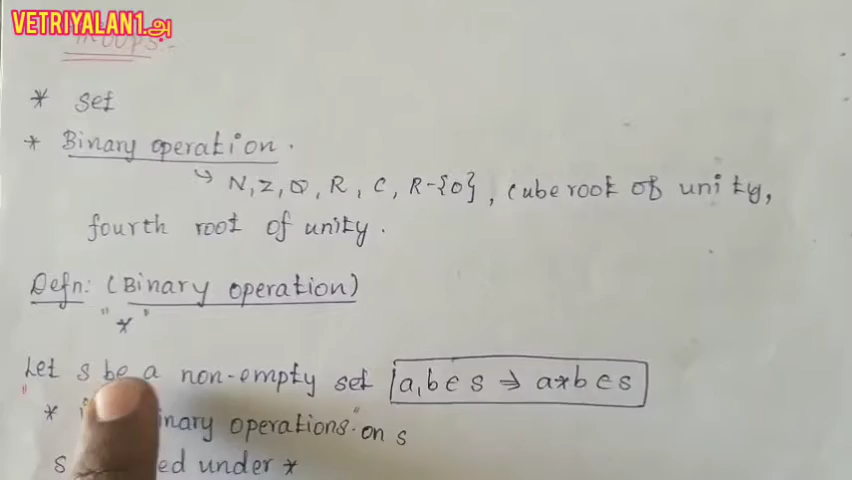 VETRIYALAN1.அ
* Set
* Binary operation.
↳ N, Z, Q, R, C, R-{0}, Cube root of unity,
fourth root of unity.
Defn: (Binary operation)
"*"
Let S be a non-empty set a,b∈S ⇒ a*b∈S
* inary operations. on S
S ed under *